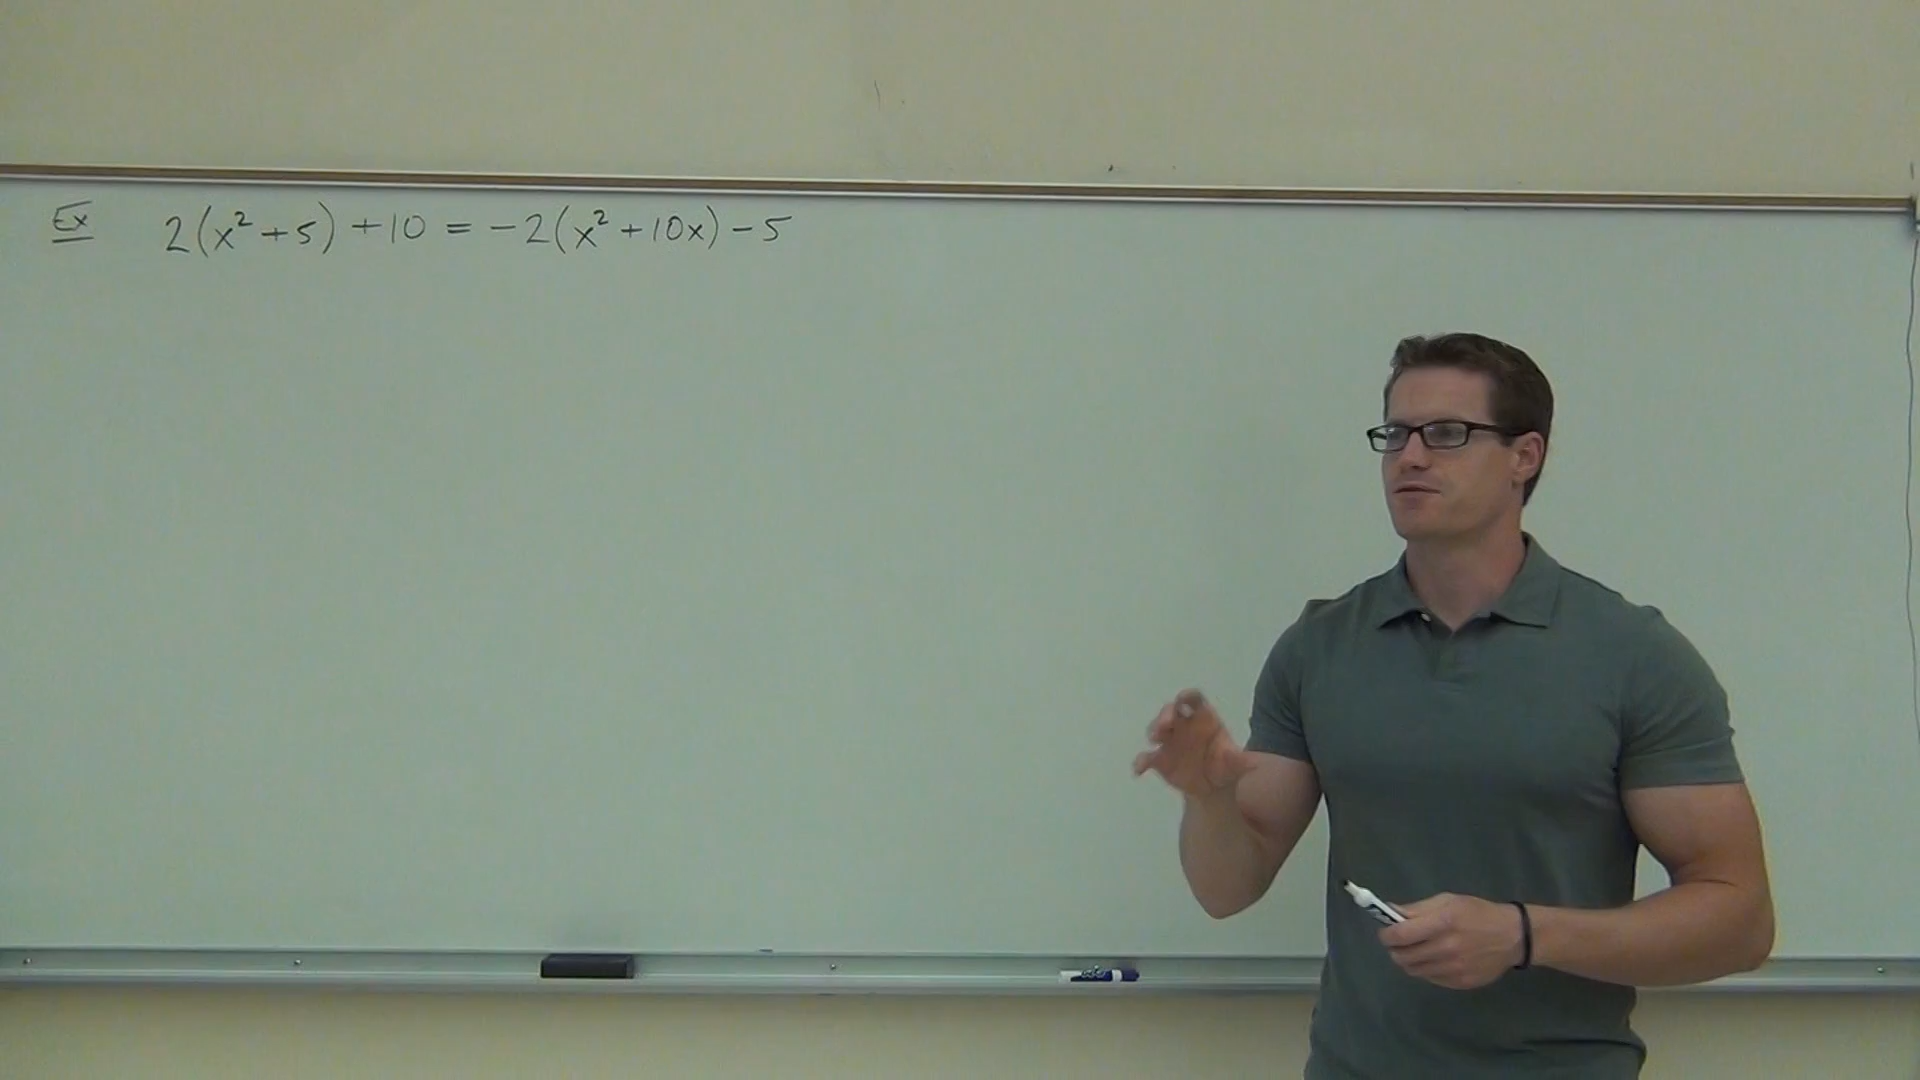 Ex 2(x² + 5) + 10 = -2(x² + 10x) - 5